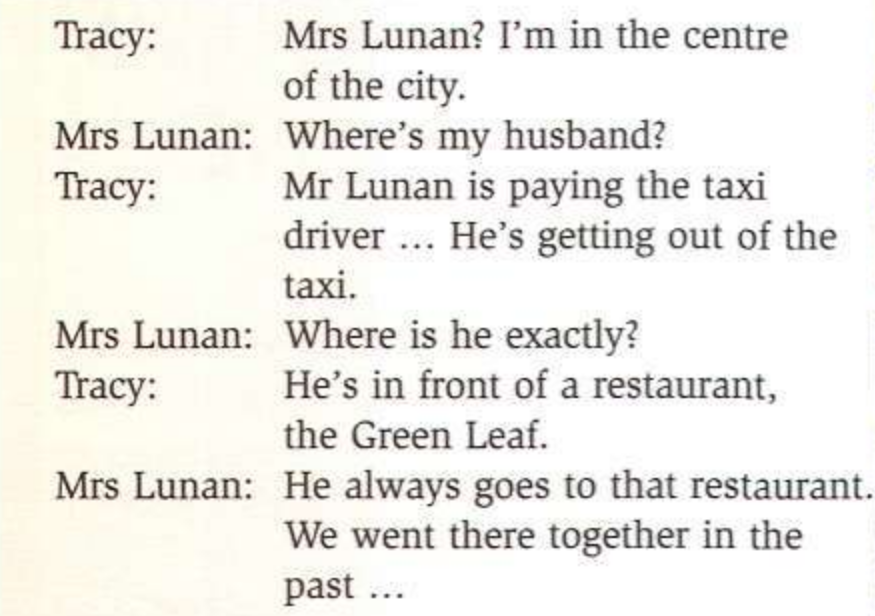 Tracy: Mrs Lunan? I'm in the centre
of the city.
Mrs Lunan: Where's my husband?
Tracy: Mr Lunan is paying the taxi
driver ... He's getting out of the
taxi.
Mrs Lunan: Where is he exactly?
Tracy: He's in front of a restaurant,
the Green Leaf.
Mrs Lunan: He always goes to that restaurant.
We went there together in the
past ...